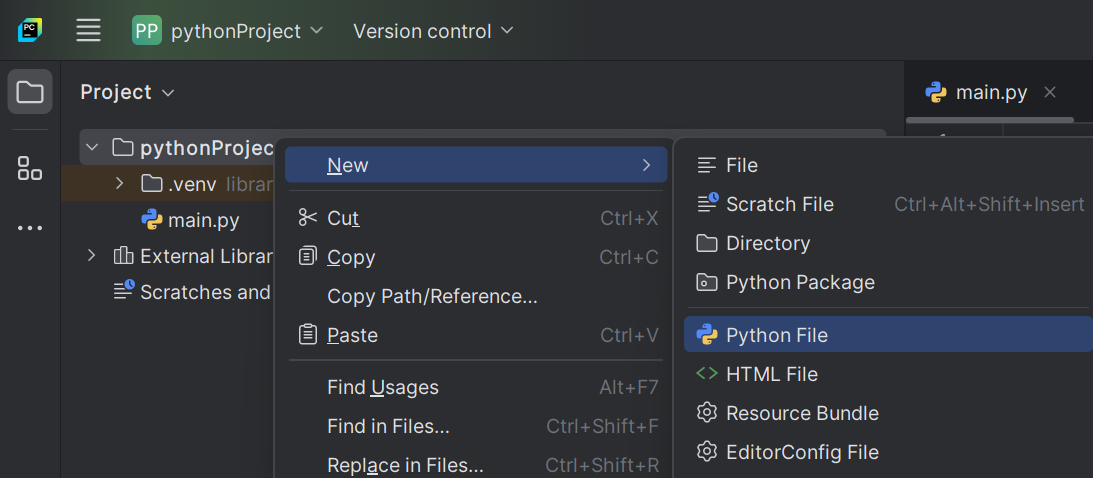 PC
PP pythonProject Version control
Project
main.py
pythonProjec
.venv librar
main.py
External Librar
Scratches and
New
Cut Ctrl+X
Copy Ctrl+C
Copy Path/Reference...
Paste Ctrl+V
Find Usages Alt+F7
Find in Files... Ctrl+Shift+F
Replace in Files... Ctrl+Shift+R
File
Scratch File Ctrl+Alt+Shift+Insert
Directory
Python Package
Python File
HTML File
Resource Bundle
EditorConfig File